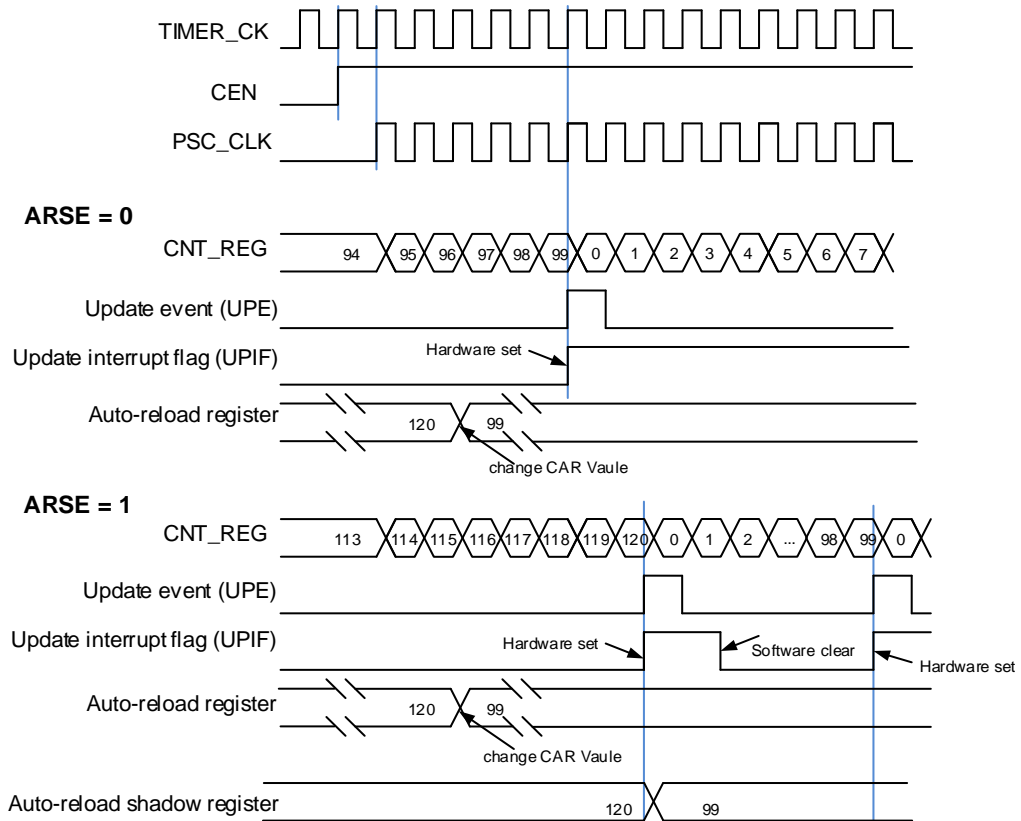 TIMER_CK
CEN
PSC_CLK
ARSE = 0
CNT_REG 94 95 96 97 98 99 0 1 2 3 4 5 6 7
Update event (UPE)
Update interrupt flag (UPIF) Hardware set
Auto-reload register 120 99
change CAR Vaule
ARSE = 1
CNT_REG 113 114 115 116 117 118 119 120 0 1 2 ... 98 99 0
Update event (UPE)
Update interrupt flag (UPIF) Hardware set Software clear Hardware set
Auto-reload register 120 99
change CAR Vaule
Auto-reload shadow register 120 99